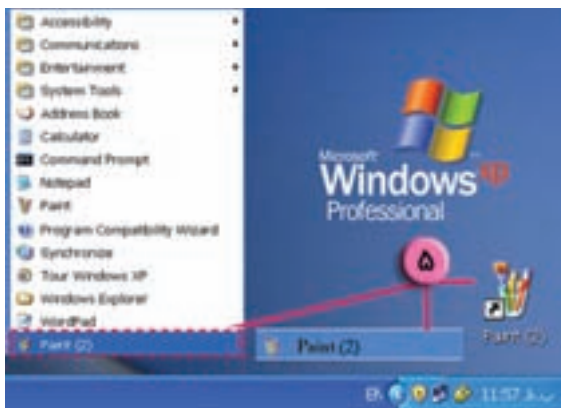 Accessibility
Communications
Entertainment
System Tools
Address Book
Calculator
Command Prompt
Notepad
Paint
Program Compatibility Wizard
Synchronize
Tour Windows XP
Windows Explorer
WordPad
Paint (2)
Microsoft
Windows xp
Professional
۵
Paint (2)
Paint (2)
EN
11:57